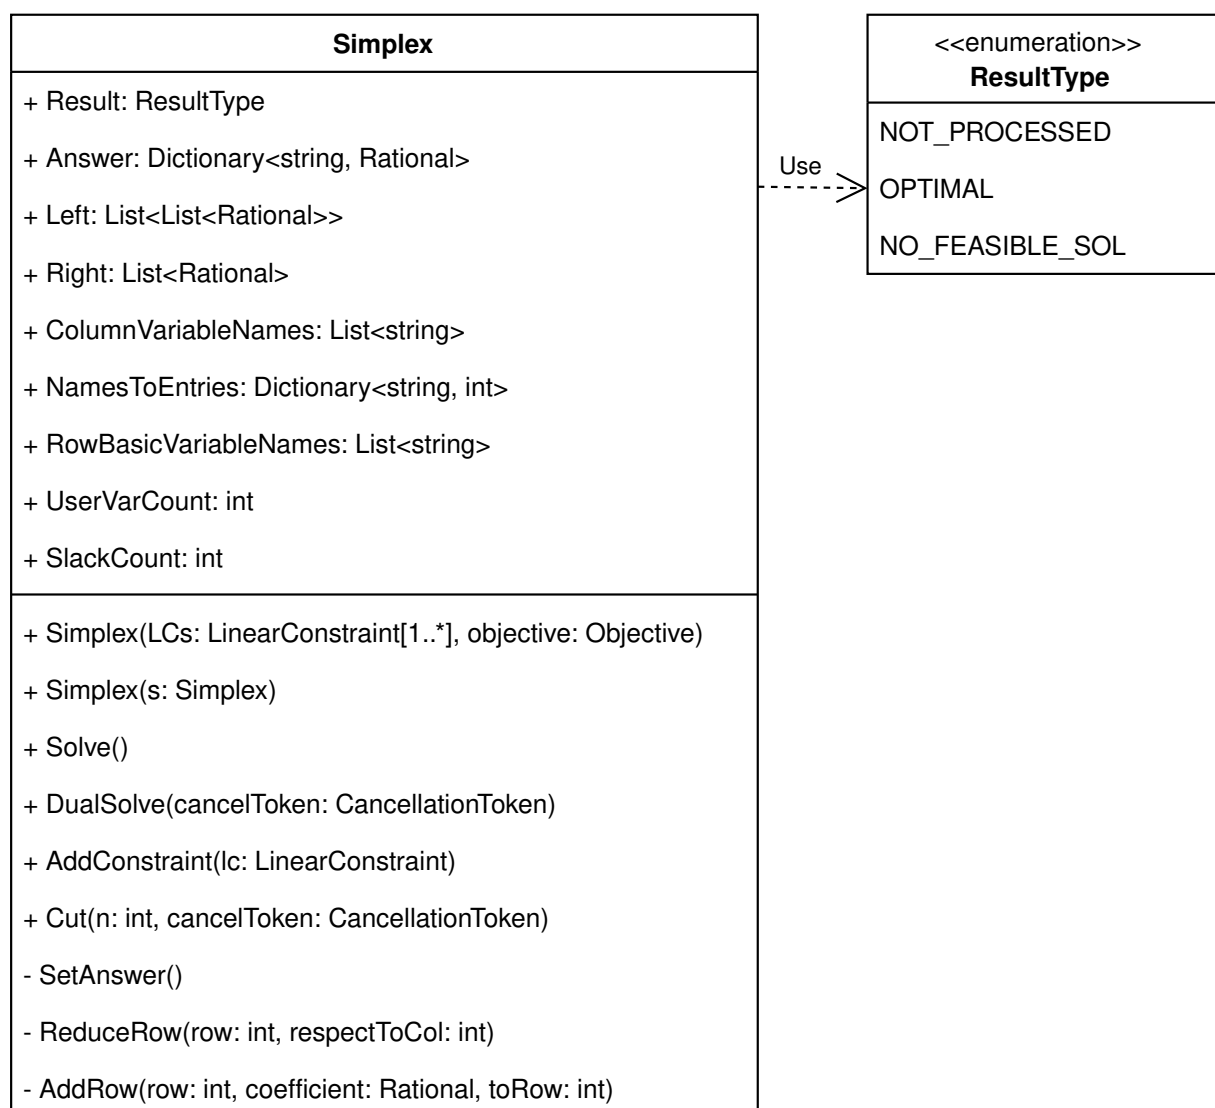 Simplex
+ Result: ResultType
+ Answer: Dictionary<string, Rational>
+ Left: List<List<Rational>>
+ Right: List<Rational>
+ ColumnVariableNames: List<string>
+ NamesToEntries: Dictionary<string, int>
+ RowBasicVariableNames: List<string>
+ UserVarCount: int
+ SlackCount: int
+ Simplex(LCs: LinearConstraint[1..*], objective: Objective)
+ Simplex(s: Simplex)
+ Solve()
+ DualSolve(cancelToken: CancellationToken)
+ AddConstraint(lc: LinearConstraint)
+ Cut(n: int, cancelToken: CancellationToken)
- SetAnswer()
- ReduceRow(row: int, respectToCol: int)
- AddRow(row: int, coefficient: Rational, toRow: int)
Use
<<enumeration>>
ResultType
NOT_PROCESSED
OPTIMAL
NO_FEASIBLE_SOL